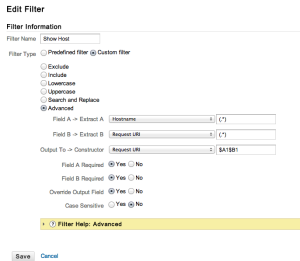 Edit Filter
Filter Information
Filter Name Show Host
Filter Type Predefined filter Custom filter
Exclude
Include
Lowercase
Uppercase
Search and Replace
Advanced
Field A -> Extract A Hostname (.*)
Field B -> Extract B Request URI (.*)
Output To -> Constructor Request URI $A1$B1
Field A Required Yes No
Field B Required Yes No
Override Output Field Yes No
Case Sensitive Yes No
? Filter Help: Advanced
Save Cancel